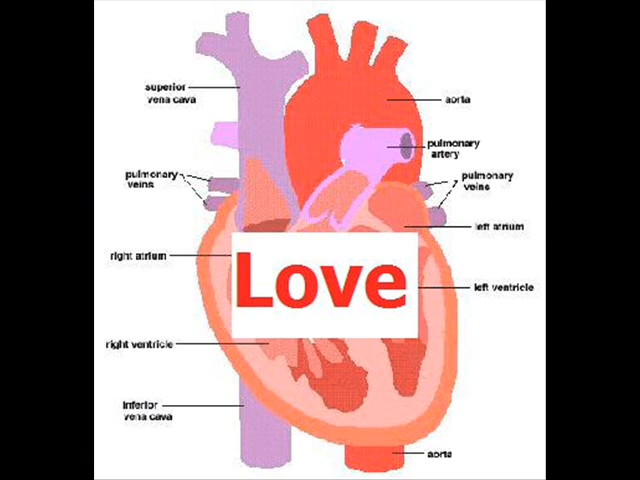 superior
vena cava
aorta
pulmonary
artery
pulmonary
veins
pulmonary
veins
left atrium
right atrium
Love
left ventricle
right ventricle
inferior
vena cava
aorta